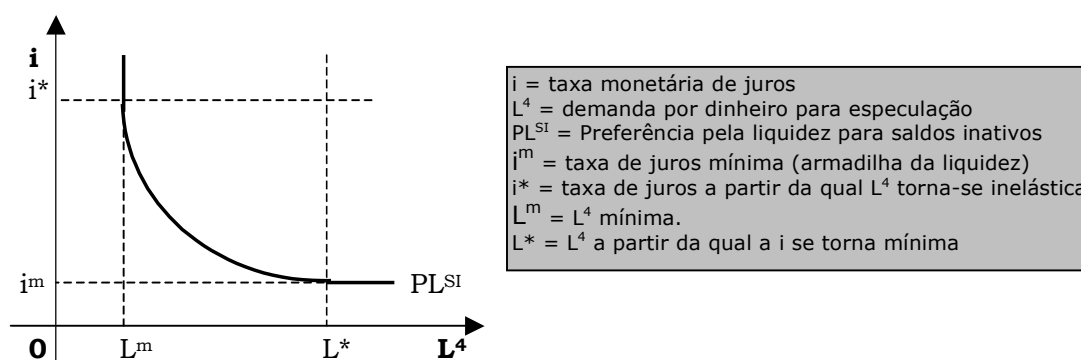 i
i*
i = taxa monetária de juros
L⁴ = demanda por dinheiro para especulação
PLˢᴵ = Preferência pela liquidez para saldos inativos
iᵐ = taxa de juros mínima (armadilha da liquidez)
i* = taxa de juros a partir da qual L⁴ torna-se inelástica
Lᵐ = L⁴ mínima.
L* = L⁴ a partir da qual a i se torna mínima
iᵐ
PLˢᴵ
0 Lᵐ L* L⁴